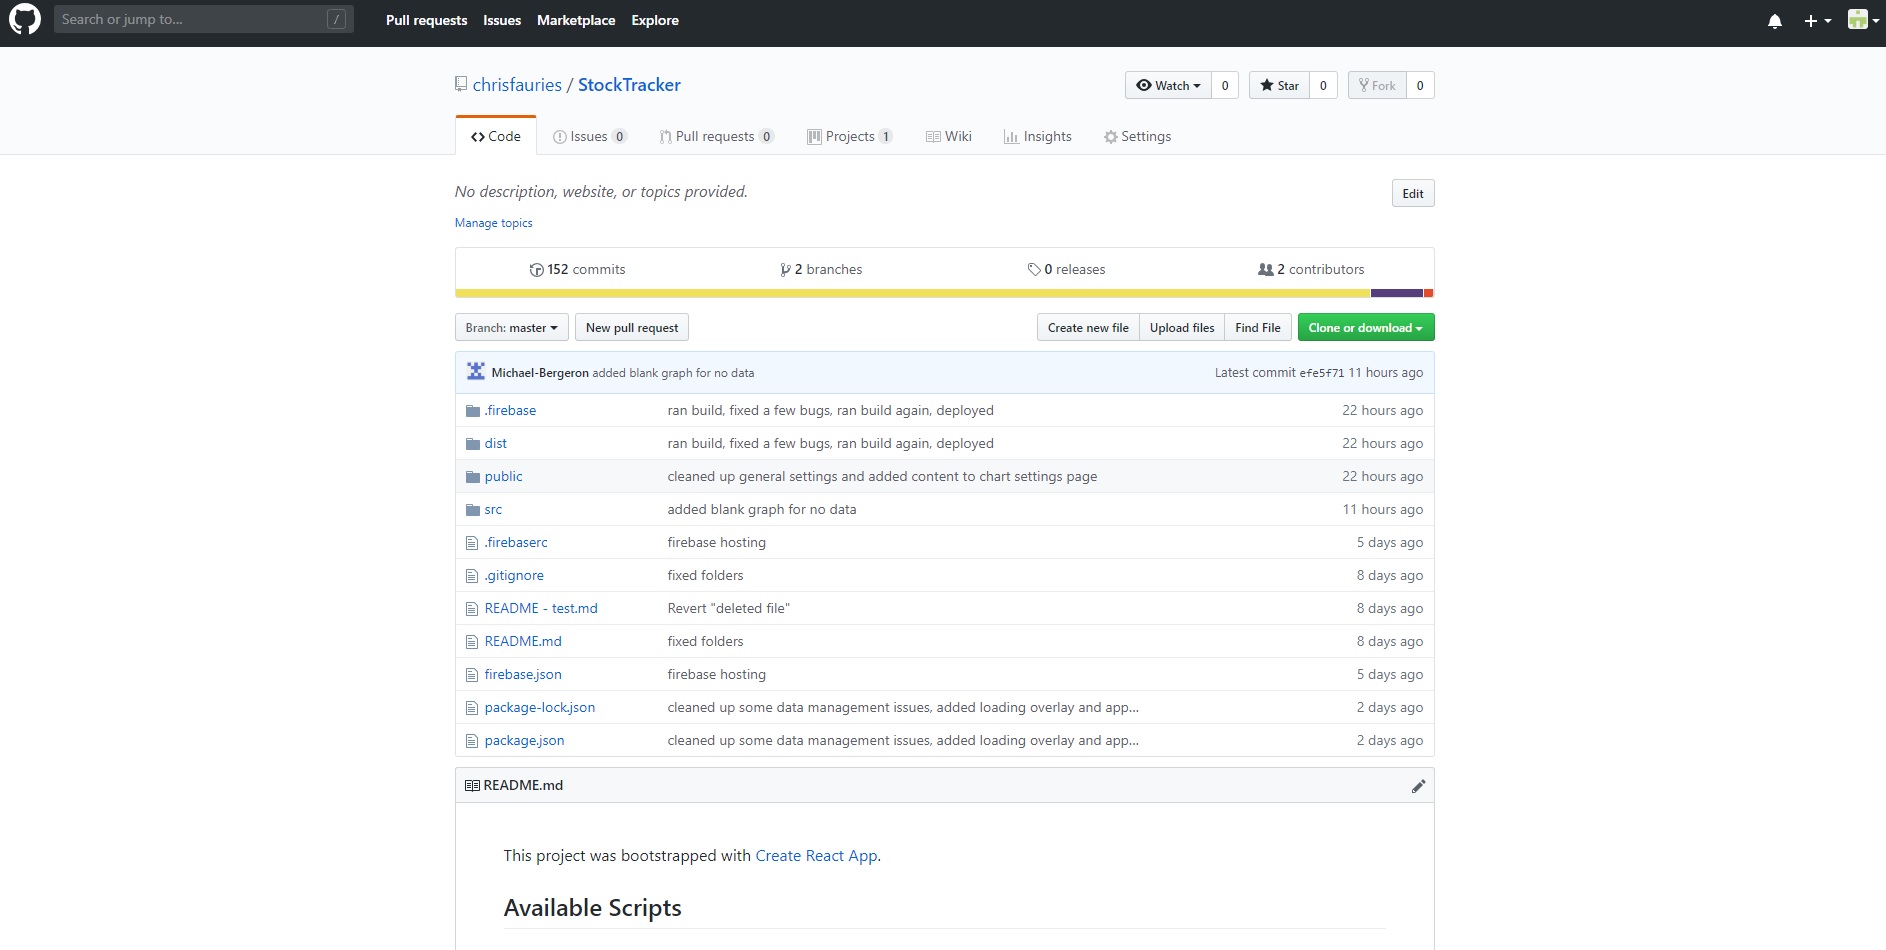 Search or jump to... /
Pull requests Issues Marketplace Explore
chrisfauries / StockTracker
Watch 0 Star 0 Fork 0
Code Issues 0 Pull requests 0 Projects 1 Wiki Insights Settings
No description, website, or topics provided. Edit
Manage topics
152 commits 2 branches 0 releases 2 contributors
Branch: master New pull request Create new file Upload files Find File Clone or download
Michael-Bergeron added blank graph for no data Latest commit efe5f71 11 hours ago
.firebase ran build, fixed a few bugs, ran build again, deployed 22 hours ago
dist ran build, fixed a few bugs, ran build again, deployed 22 hours ago
public cleaned up general settings and added content to chart settings page 22 hours ago
src added blank graph for no data 11 hours ago
.firebaserc firebase hosting 5 days ago
.gitignore fixed folders 8 days ago
README - test.md Revert "deleted file" 8 days ago
README.md fixed folders 8 days ago
firebase.json firebase hosting 5 days ago
package-lock.json cleaned up some data management issues, added loading overlay and app... 2 days ago
package.json cleaned up some data management issues, added loading overlay and app... 2 days ago
README.md
This project was bootstrapped with Create React App.
Available Scripts